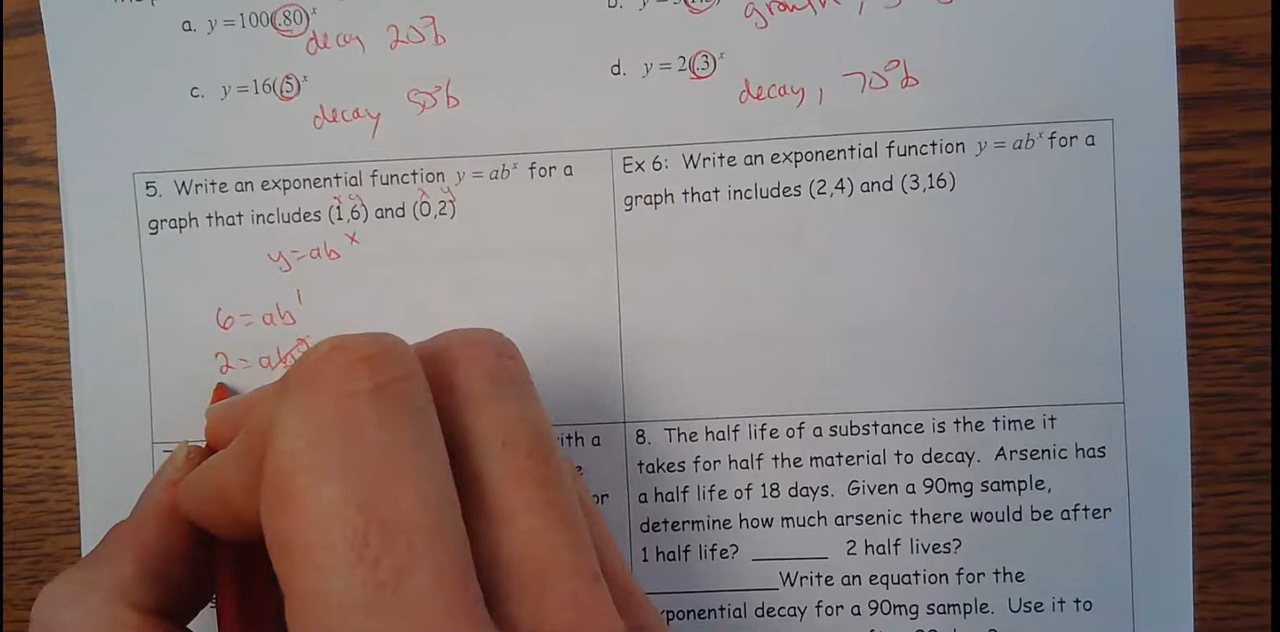 a. y = 100(.80)^x decay 20%
c. y = 16(.5)^x decay 50%
d. y = 2(.3)^x decay, 70%
5. Write an exponential function y = ab^x for a
graph that includes (1,6) and (0,2)
x y x y
y = ab^x
6 = ab^1
2 = ab^0
Ex 6: Write an exponential function y = ab^x for a
graph that includes (2,4) and (3,16)
8. The half life of a substance is the time it
takes for half the material to decay. Arsenic has
a half life of 18 days. Given a 90mg sample,
determine how much arsenic there would be after
1 half life? ________ 2 half lives?
___________Write an equation for the
decay for a 90mg sample. Use it to